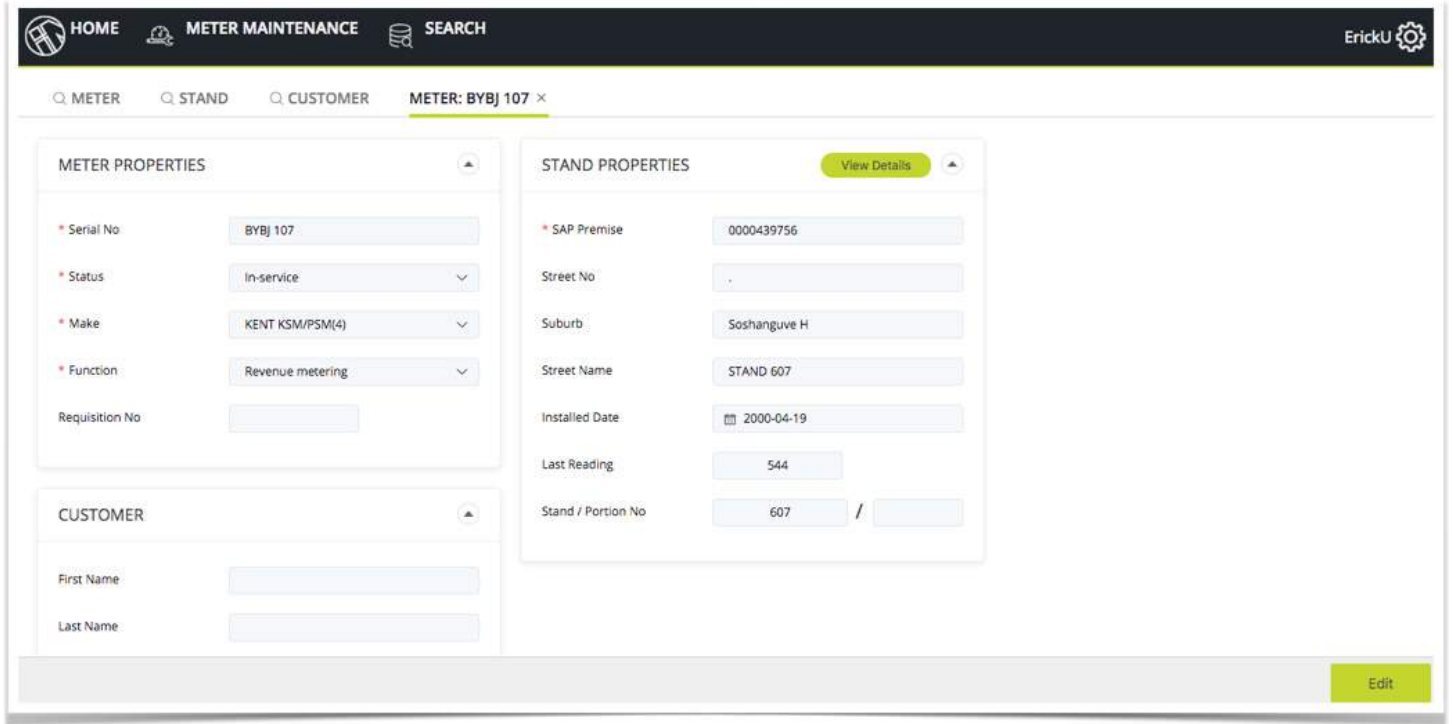 HOME METER MAINTENANCE SEARCH ErickU
METER STAND CUSTOMER METER: BYBJ 107 ×
METER PROPERTIES
* Serial No BYBJ 107
* Status In-service
* Make KENT KSM/PSM(4)
* Function Revenue metering
Requisition No
CUSTOMER
First Name
Last Name
STAND PROPERTIES View Details
* SAP Premise 0000439756
Street No .
Suburb Soshanguve H
Street Name STAND 607
Installed Date 2000-04-19
Last Reading 544
Stand / Portion No 607 /
Edit